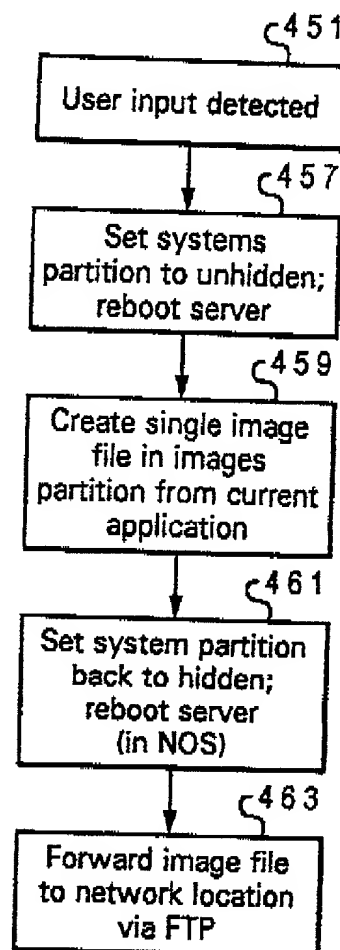 451
User input detected
457
Set systems
partition to unhidden;
reboot server
459
Create single image
file in images
partition from current
application
461
Set system partition
back to hidden;
reboot server
(in NOS)
463
Forward image file
to network location
via FTP